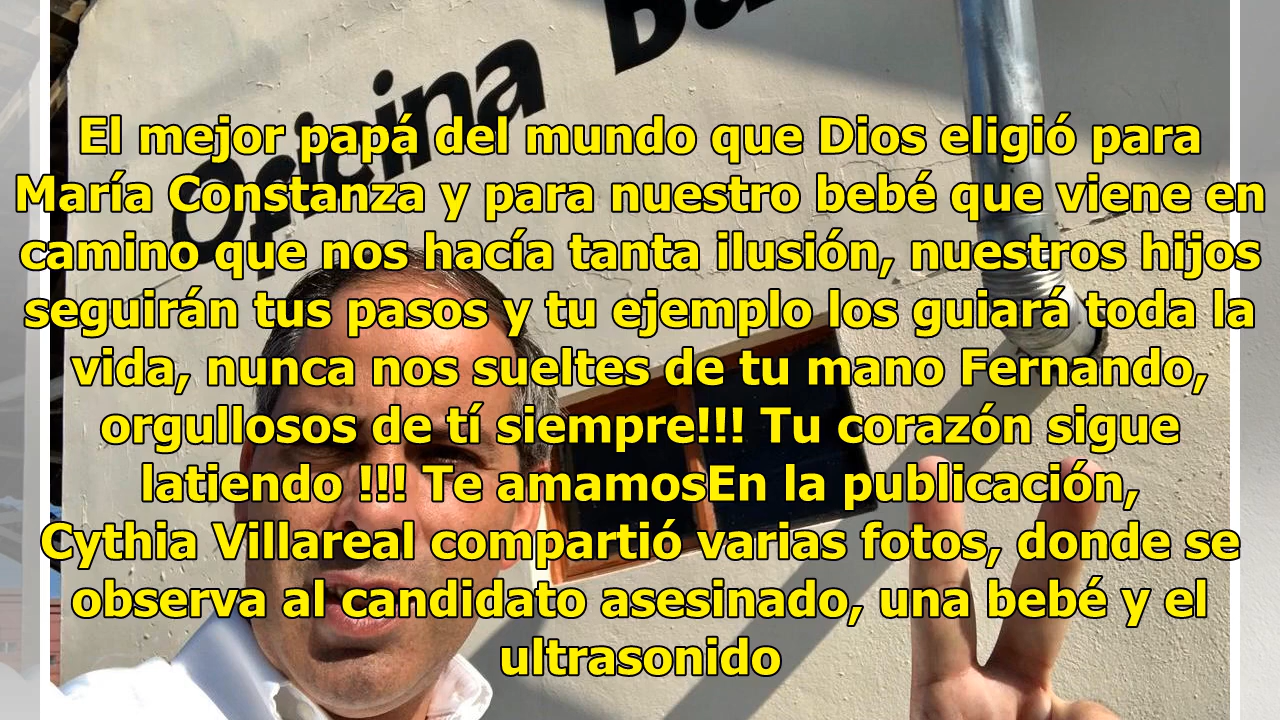 Oficina
El mejor papá del mundo que Dios eligió para
María Constanza y para nuestro bebé que viene en
camino que nos hacía tanta ilusión, nuestros hijos
seguirán tus pasos y tu ejemplo los guiará toda la
vida, nunca nos sueltes de tu mano Fernando,
orgullosos de tí siempre!!! Tu corazón sigue
latiendo !!! Te amamosEn la publicación,
Cythia Villareal compartió varias fotos, donde se
observa al candidato asesinado, una bebé y el
ultrasonido